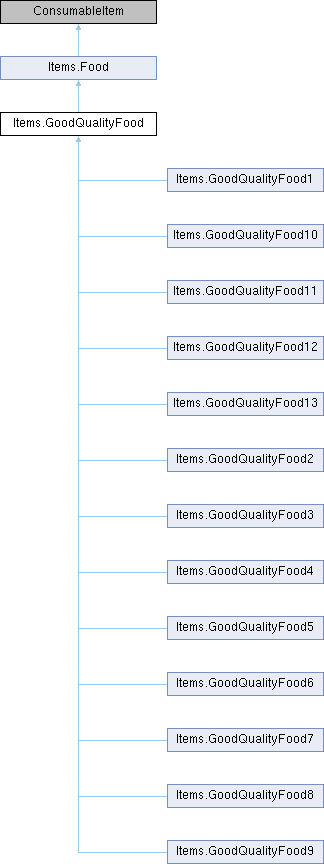 ConsumableItem
Items.Food
Items.GoodQualityFood
Items.GoodQualityFood1
Items.GoodQualityFood10
Items.GoodQualityFood11
Items.GoodQualityFood12
Items.GoodQualityFood13
Items.GoodQualityFood2
Items.GoodQualityFood3
Items.GoodQualityFood4
Items.GoodQualityFood5
Items.GoodQualityFood6
Items.GoodQualityFood7
Items.GoodQualityFood8
Items.GoodQualityFood9